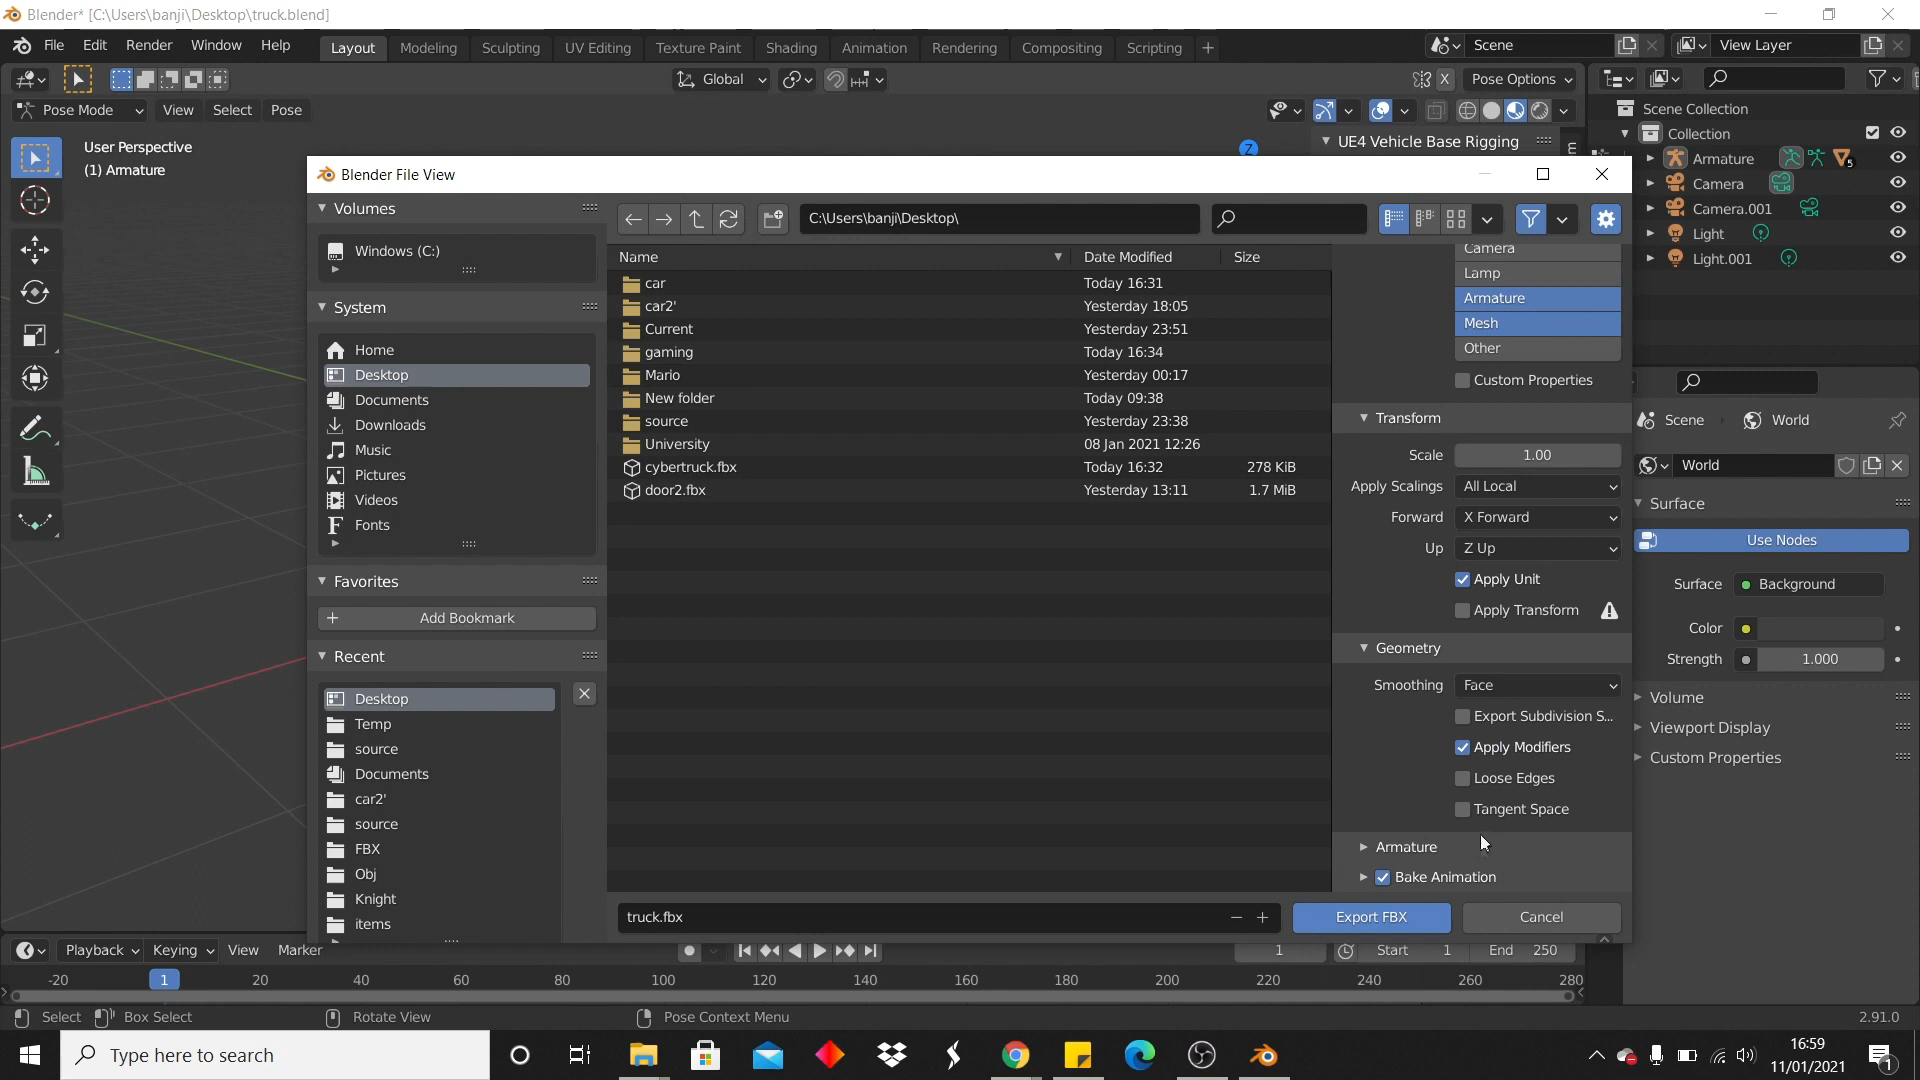 Blender* [C:\Users\banji\Desktop\truck.blend]
File Edit Render Window Help Layout Modeling Sculpting UV Editing Texture Paint Shading Animation Rendering Compositing Scripting + Scene View Layer
Global X Pose Options
Pose Mode View Select Pose
User Perspective
(1) Armature
Z
UE4 Vehicle Base Rigging
Scene Collection
Collection
Armature 5
Camera
Camera.001
Light
Light.001
Blender File View
Volumes
Windows (C:)
System
Home
Desktop
Documents
Downloads
Music
Pictures
Videos
Fonts
Favorites
Add Bookmark
Recent
Desktop
Temp
source
Documents
car2'
source
FBX
Obj
Knight
items
C:\Users\banji\Desktop\
Name Date Modified Size
car Today 16:31
car2' Yesterday 18:05
Current Yesterday 23:51
gaming Today 16:34
Mario Yesterday 00:17
New folder Today 09:38
source Yesterday 23:38
University 08 Jan 2021 12:26
cybertruck.fbx Today 16:32 278 KiB
door2.fbx Yesterday 13:11 1.7 MiB
Camera
Lamp
Armature
Mesh
Other
Custom Properties
Transform
Scale 1.00
Apply Scalings All Local
Forward X Forward
Up Z Up
Apply Unit
Apply Transform
Geometry
Smoothing Face
Export Subdivision S...
Apply Modifiers
Loose Edges
Tangent Space
Armature
Bake Animation
truck.fbx
Export FBX Cancel
Scene World
World
Surface
Use Nodes
Surface Background
Color
Strength 1.000
Volume
Viewport Display
Custom Properties
Playback Keying View Marker 1 Start 1 End 250
-20 1 20 40 60 80 100 120 140 160 180 200 220 240 260 280
Select Box Select Rotate View Pose Context Menu 2.91.0
Type here to search
16:59
11/01/2021
1